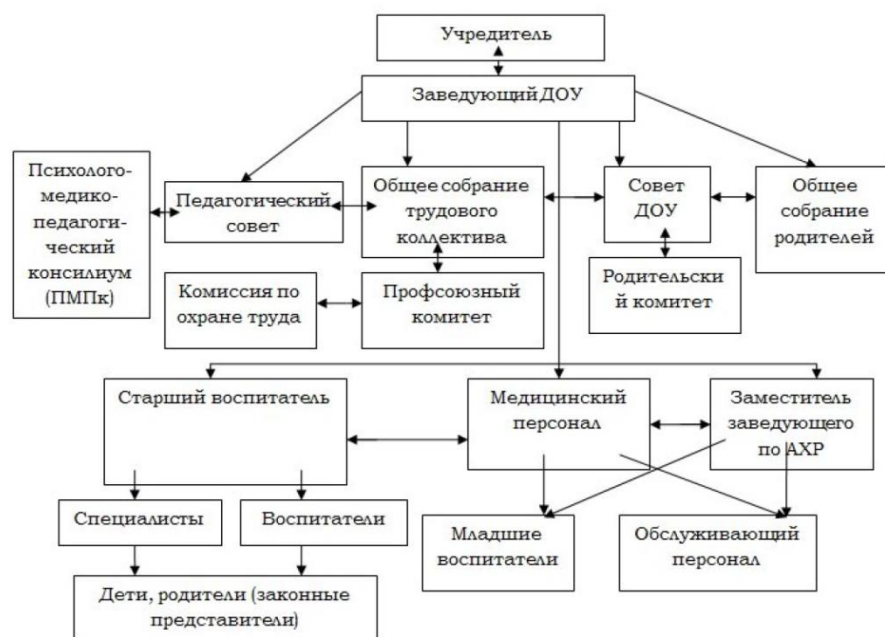 Учредитель
Заведующий ДОУ
Психолого-
медико-
педагоги-
ческий
консилиум
(ПМПк)
Педагогический
совет
Общее собрание
трудового
коллектива
Совет
ДОУ
Общее
собрание
родителей
Комиссия по
охране труда
Профсоюзный
комитет
Родительски
й комитет
Старший воспитатель
Медицинский
персонал
Заместитель
заведующего
по АХР
Специалисты
Воспитатели
Младшие
воспитатели
Обслуживающий
персонал
Дети, родители (законные
представители)